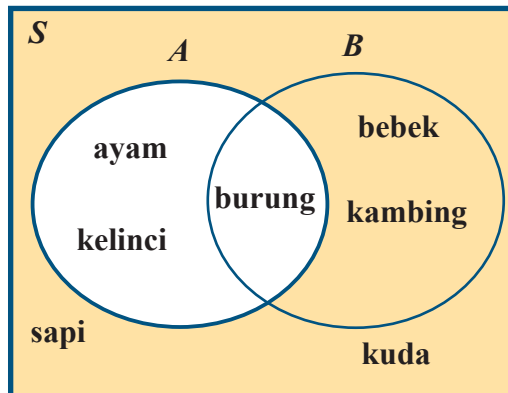 S
A B
ayam
bebek
burung
kambing
kelinci
sapi
kuda